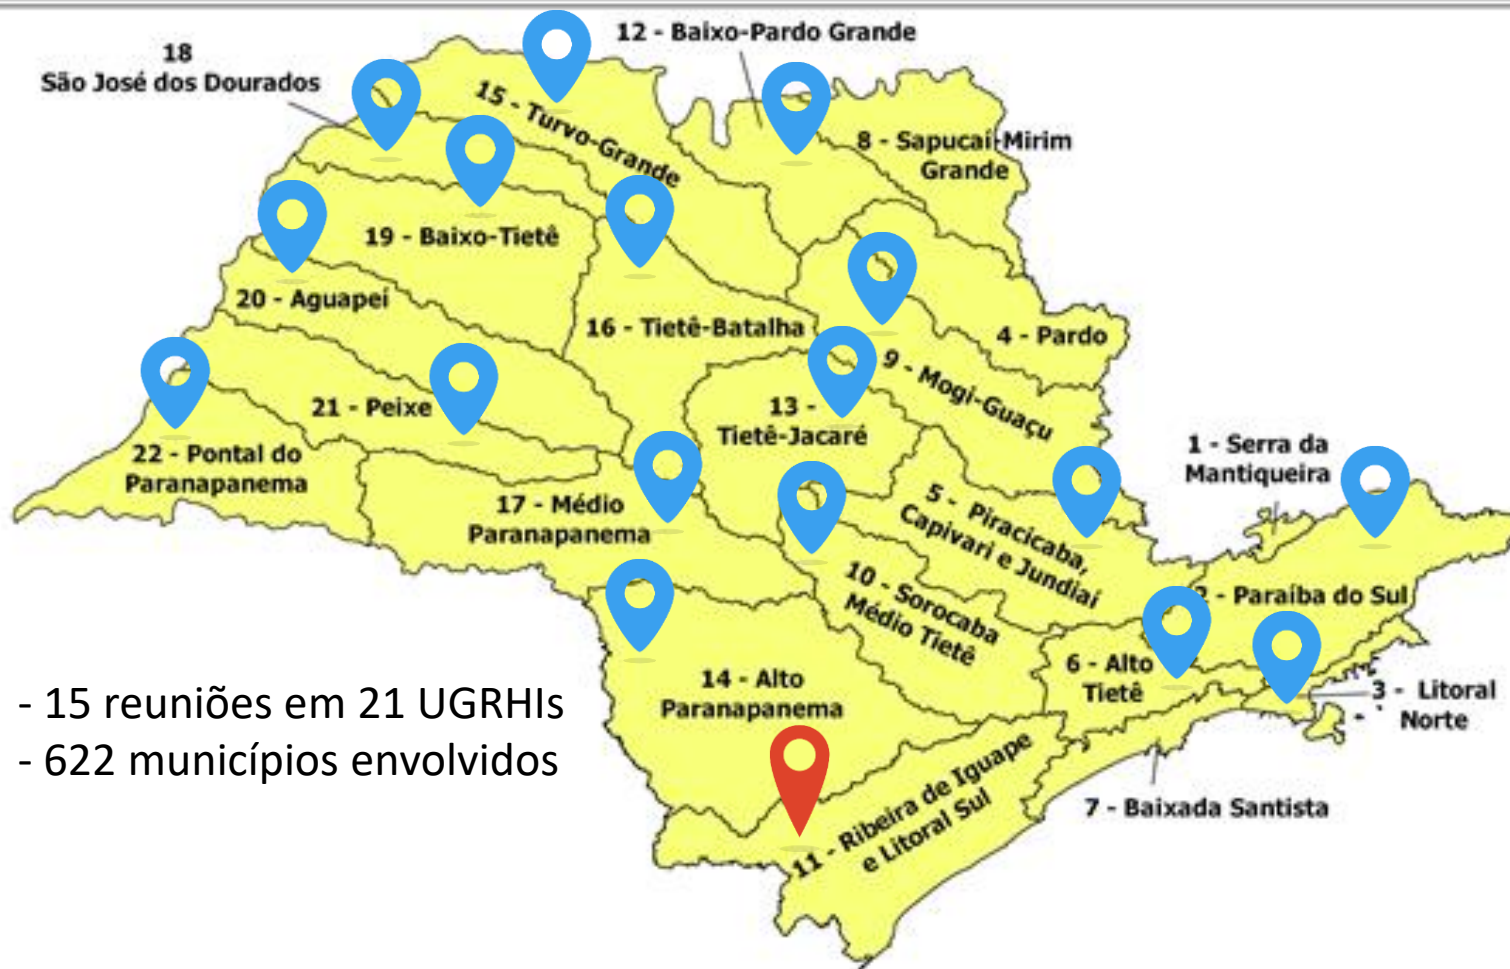 12 - Baixo-Pardo Grande
18
São José dos Dourados
15 - Turvo-Grande
8 - Sapucaí-Mirim
Grande
19 - Baixo-Tietê
20 - Aguapeí
16 - Tietê-Batalha
4 - Pardo
9 - Mogi-Guaçu
21 - Peixe
13 -
Tietê-Jacaré
1 - Serra da
Mantiqueira
22 - Pontal do
Paranapanema
17 - Médio
Paranapanema
5 - Piracicaba,
Capivari e Jundiaí
10 - Sorocaba
Médio Tietê
2 - Paraíba do Sul
6 - Alto
Tietê
14 - Alto
Paranapanema
3 - Litoral
Norte
- 15 reuniões em 21 UGRHIs
- 622 municípios envolvidos
11 - Ribeira de Iguape
e Litoral Sul
7 - Baixada Santista